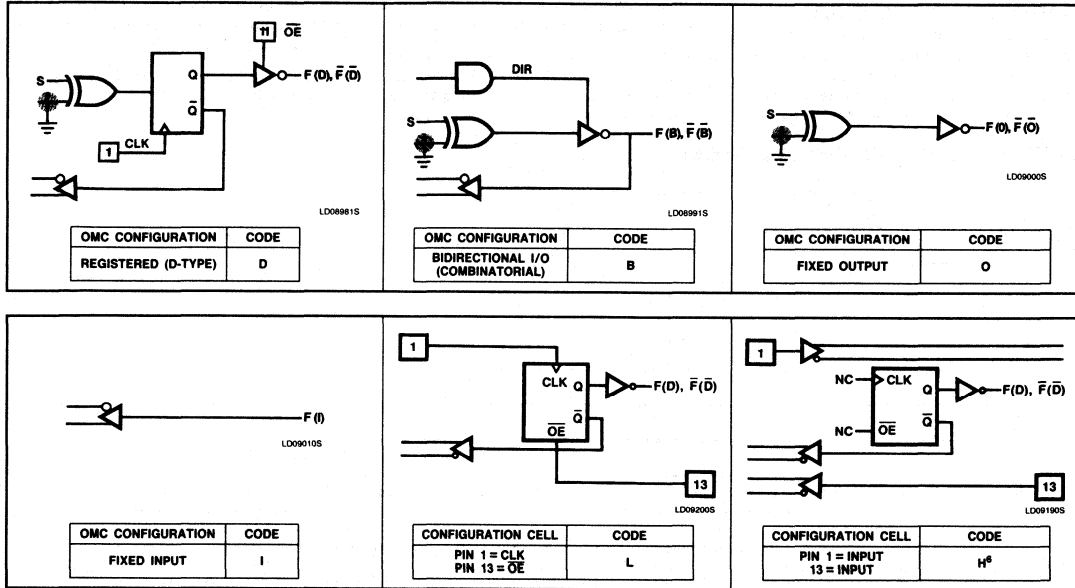 11 OE̅
S
Q
F(D), F̅(D̅)
Q̅
1 CLK
LD08981S
OMC CONFIGURATION CODE
REGISTERED (D-TYPE) D
DIR
S
F(B), F̅(B̅)
LD08991S
OMC CONFIGURATION CODE
BIDIRECTIONAL I/O
(COMBINATORIAL) B
S
F(O), F̅(O̅)
LD09000S
OMC CONFIGURATION CODE
FIXED OUTPUT O
F(I)
LD09010S
OMC CONFIGURATION CODE
FIXED INPUT I
1
CLK
Q
F(D), F̅(D̅)
Q̅
OE̅
13
LD09200S
CONFIGURATION CELL CODE
PIN 1 = CLK
PIN 13 = OE̅ L
1
NC CLK
Q
F(D), F̅(D̅)
NC OE̅
Q̅
13
LD09190S
CONFIGURATION CELL CODE
PIN 1 = INPUT
13 = INPUT H⁶